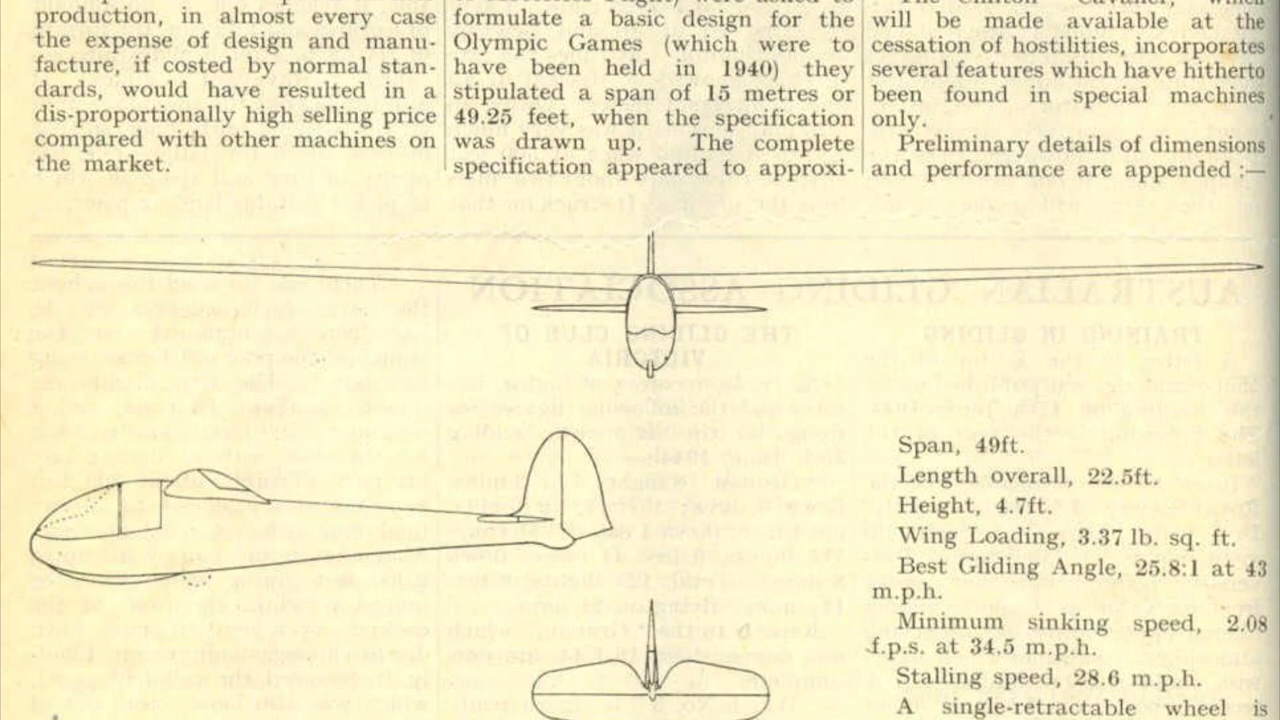 production, in almost every case
the expense of design and manu-
facture, if costed by normal stan-
dards, would have resulted in a
dis-proportionally high selling price
compared with other machines on
the market.
formulate a basic design for the
Olympic Games (which were to
have been held in 1940) they
stipulated a span of 15 metres or
49.25 feet, when the specification
was drawn up. The complete
specification appeared to approxi-
will be made available at the
cessation of hostilities, incorporates
several features which have hitherto
been found in special machines
only.
Preliminary details of dimensions
and performance are appended :—
Span, 49ft.
Length overall, 22.5ft.
Height, 4.7ft.
Wing Loading, 3.37 lb. sq. ft.
Best Gliding Angle, 25.8:1 at 43
m.p.h.
Minimum sinking speed, 2.08
f.p.s. at 34.5 m.p.h.
Stalling speed, 28.6 m.p.h.
A single-retractable wheel is